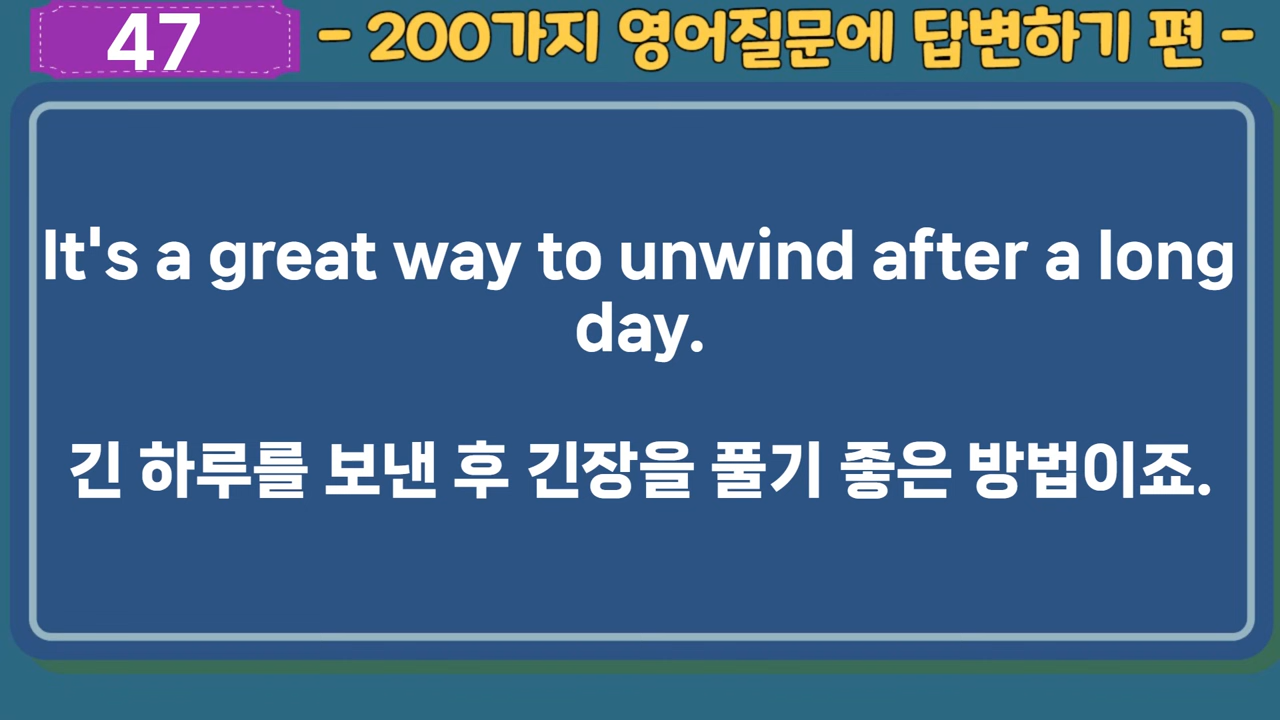 47
- 200가지 영어질문에 답변하기 편 -
It's a great way to unwind after a long
day.
긴 하루를 보낸 후 긴장을 풀기 좋은 방법이죠.